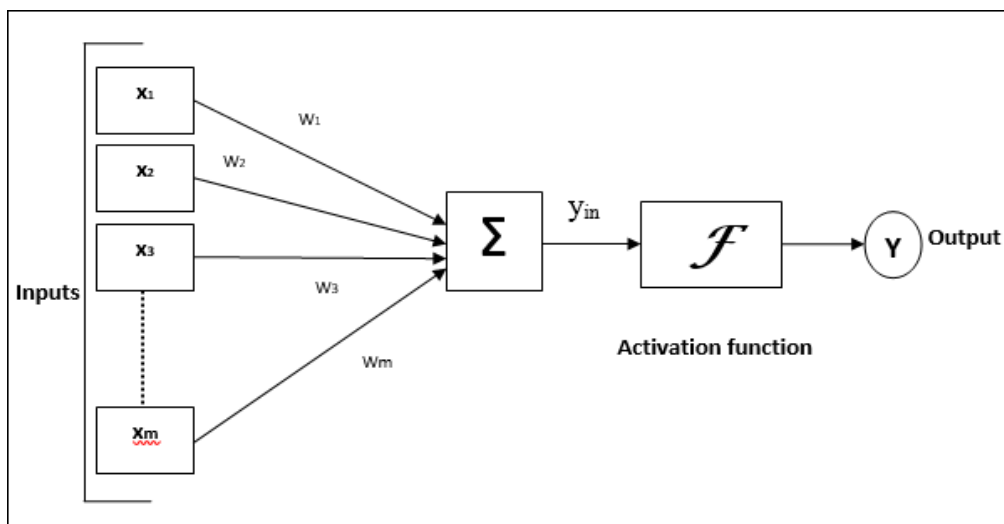 x1
W1
x2
W2
x3
W3
Inputs
xm
Wm
Σ
yin
ℱ
Activation function
Y
Output